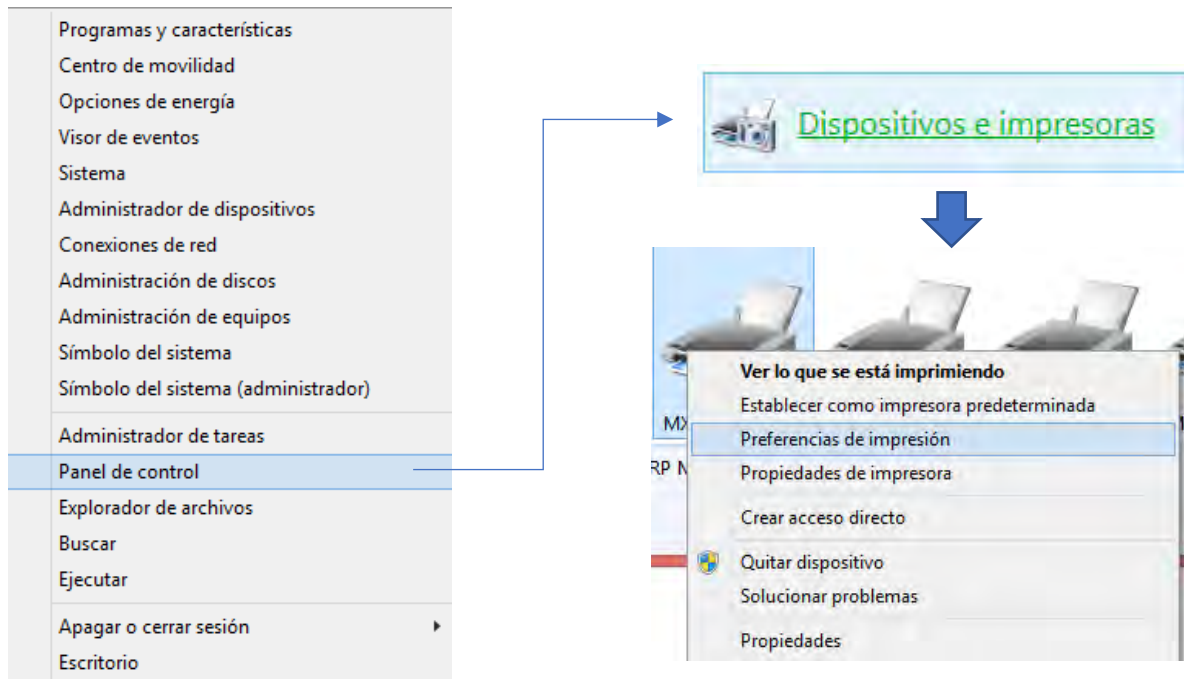 Programas y características
Centro de movilidad
Opciones de energía
Visor de eventos
Sistema
Administrador de dispositivos
Conexiones de red
Administración de discos
Administración de equipos
Símbolo del sistema
Símbolo del sistema (administrador)
Administrador de tareas
Panel de control
Explorador de archivos
Buscar
Ejecutar
Apagar o cerrar sesión
Escritorio
Dispositivos e impresoras
Ver lo que se está imprimiendo
Establecer como impresora predeterminada
MX
Preferencias de impresión
RP
Propiedades de impresora
Crear acceso directo
Quitar dispositivo
Solucionar problemas
Propiedades